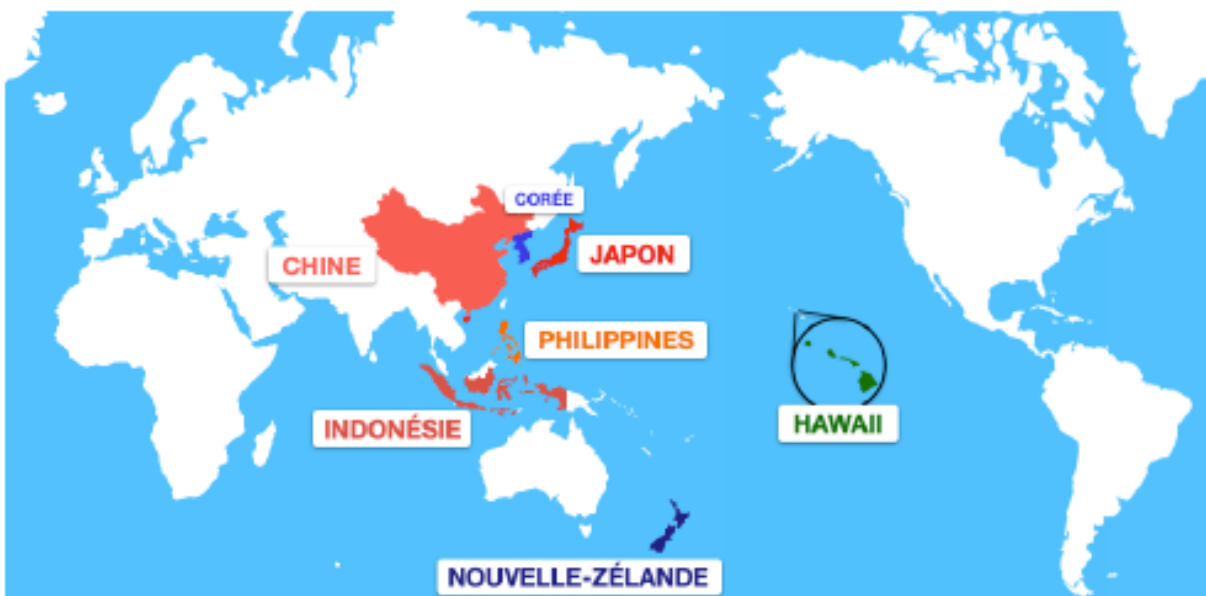 CORÉE
JAPON
CHINE
PHILIPPINES
HAWAII
INDONÉSIE
NOUVELLE-ZÉLANDE